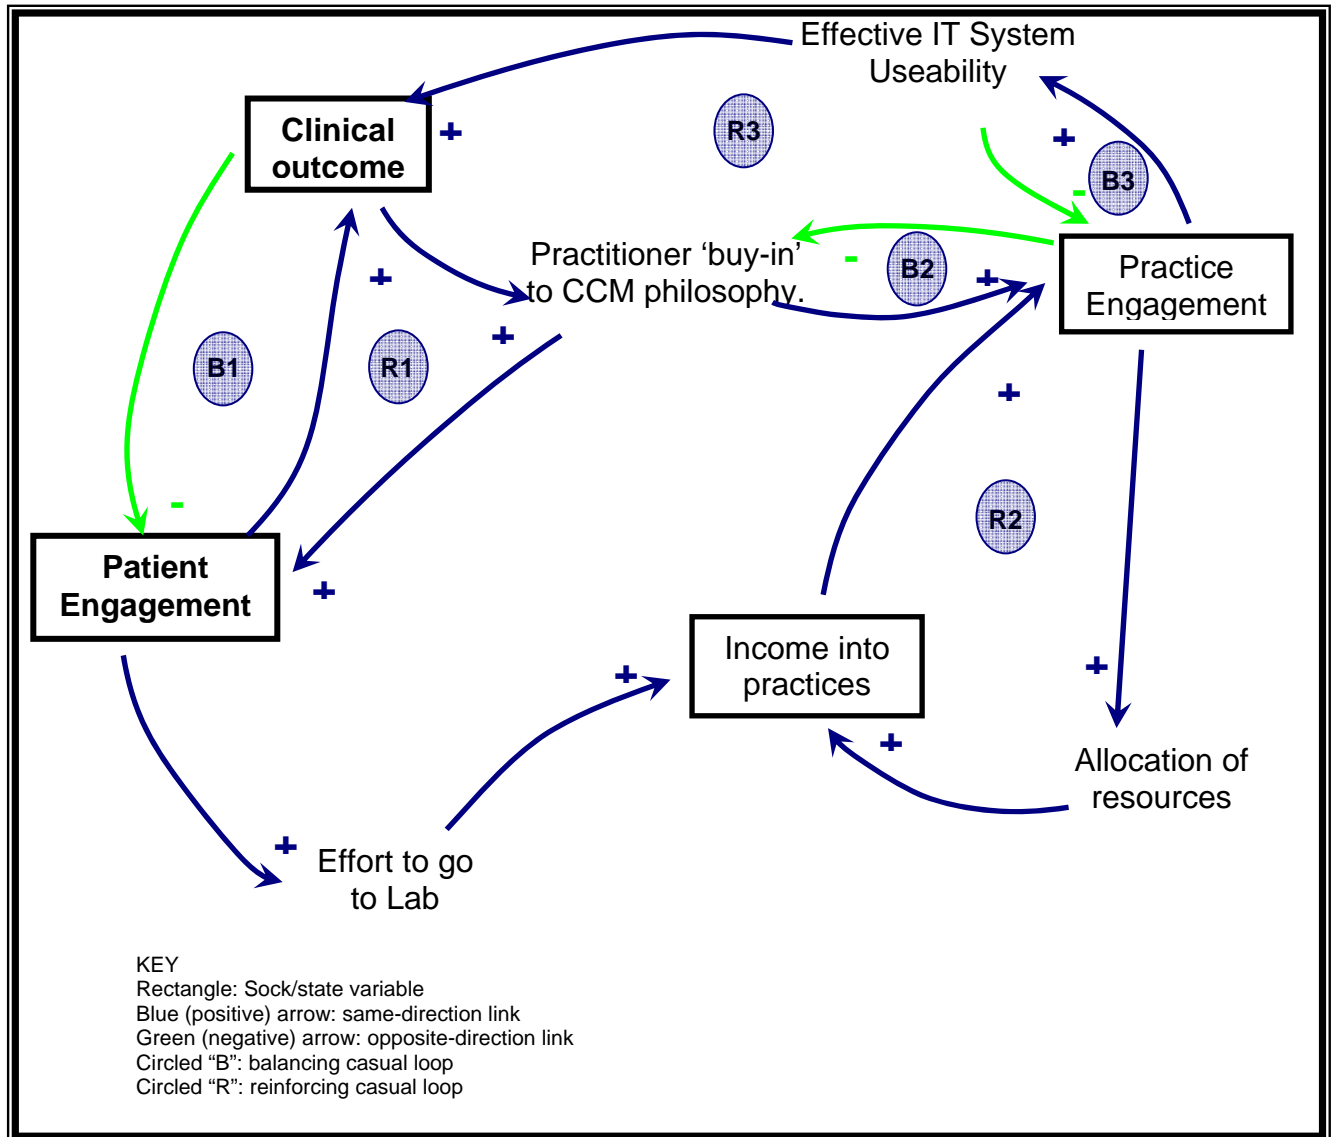 Effective IT System
Useability
Clinical
outcome
+
R3
+
B3
-
Practitioner ‘buy-in’
to CCM philosophy.
-
B2
+
Practice
Engagement
+
+
B1
R1
+
R2
-
Patient
Engagement
+
Income into
practices
+
+
+
Allocation of
resources
+
Effort to go
to Lab
KEY
Rectangle: Sock/state variable
Blue (positive) arrow: same-direction link
Green (negative) arrow: opposite-direction link
Circled “B”: balancing casual loop
Circled “R”: reinforcing casual loop